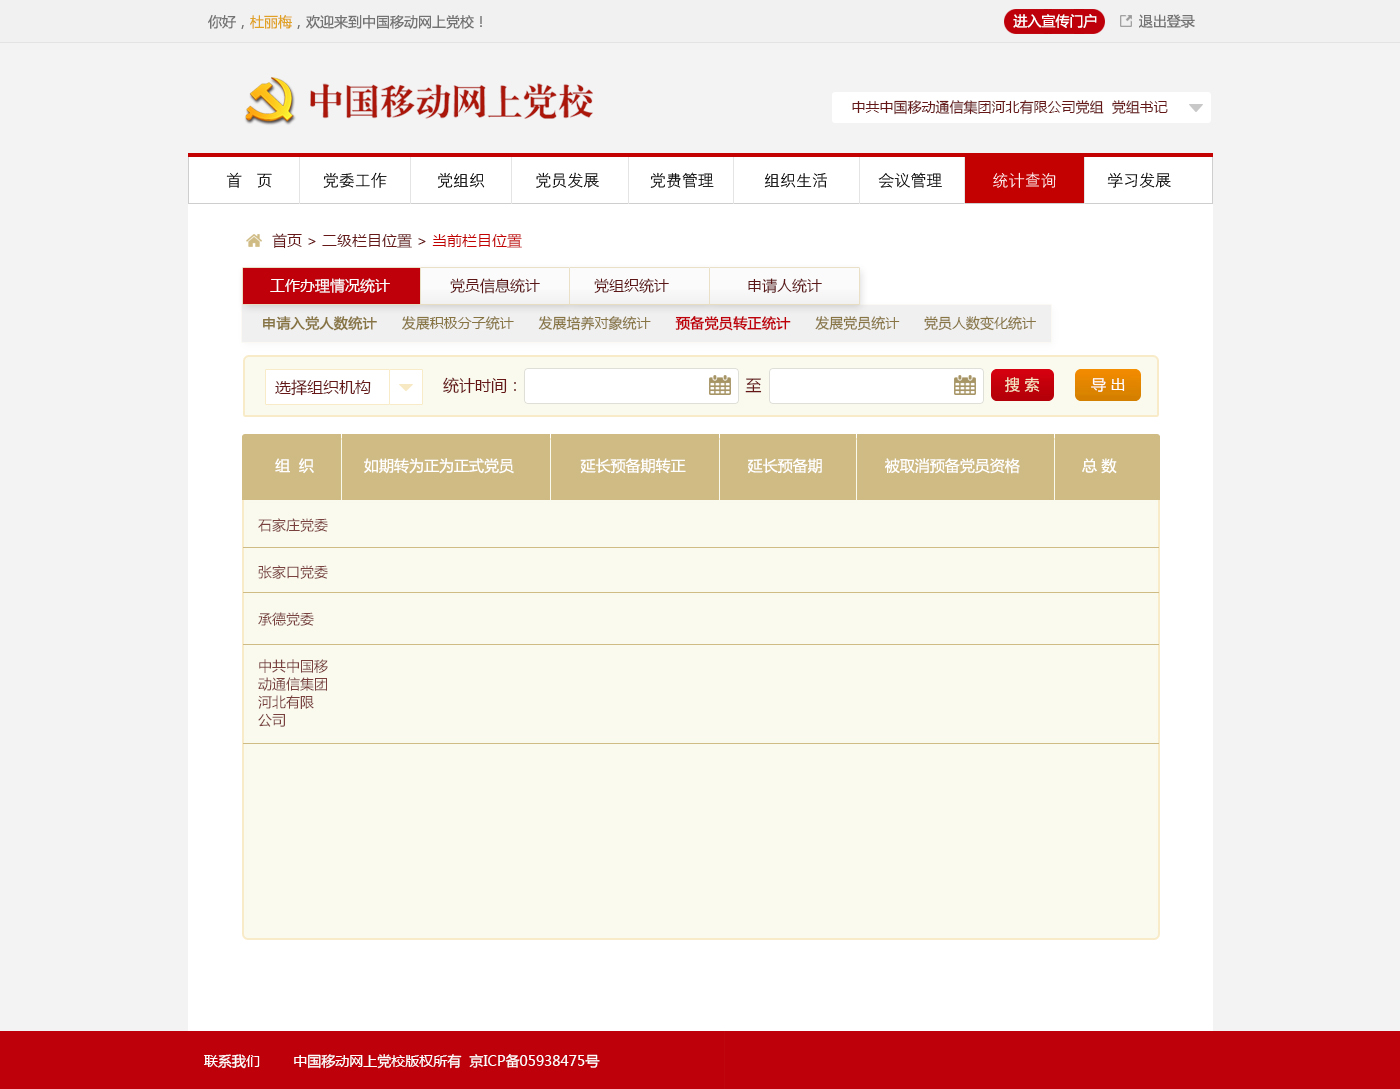 你好，杜丽梅，欢迎来到中国移动网上党校！
进入宣传门户 退出登录
中国移动网上党校
中共中国移动通信集团河北有限公司党组 党组书记
首 页 党委工作 党组织 党员发展 党费管理 组织生活 会议管理 统计查询 学习发展
首页 > 二级栏目位置 > 当前栏目位置
工作办理情况统计 党员信息统计 党组织统计 申请人统计
申请入党人数统计 发展积极分子统计 发展培养对象统计 预备党员转正统计 发展党员统计 党员人数变化统计
选择组织机构 统计时间： 至 搜 索 导 出
组 织 如期转为正为正式党员 延长预备期转正 延长预备期 被取消预备党员资格 总 数
石家庄党委
张家口党委
承德党委
中共中国移
动通信集团
河北有限
公司
联系我们 中国移动网上党校版权所有 京ICP备05938475号